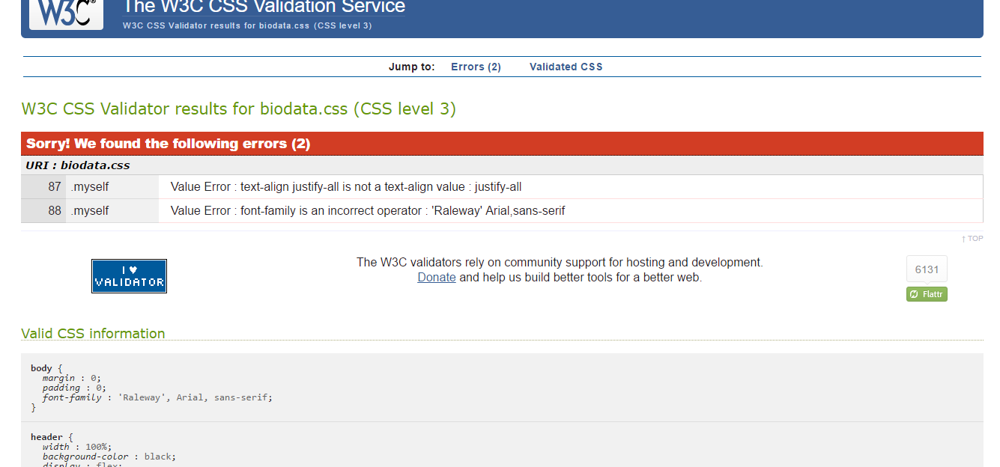 W3C®
The W3C CSS Validation Service
W3C CSS Validator results for biodata.css (CSS level 3)
Jump to: Errors (2) Validated CSS
W3C CSS Validator results for biodata.css (CSS level 3)
Sorry! We found the following errors (2)
URI : biodata.css
87 .myself Value Error : text-align justify-all is not a text-align value : justify-all
88 .myself Value Error : font-family is an incorrect operator : 'Raleway' Arial,sans-serif
↑ TOP
I ♥
VALIDATOR
The W3C validators rely on community support for hosting and development.
Donate and help us build better tools for a better web.
6131
Flattr
Valid CSS information
body {
margin : 0;
padding : 0;
font-family : 'Raleway', Arial, sans-serif;
}
header {
width : 100%;
background-color : black;
display : flex;